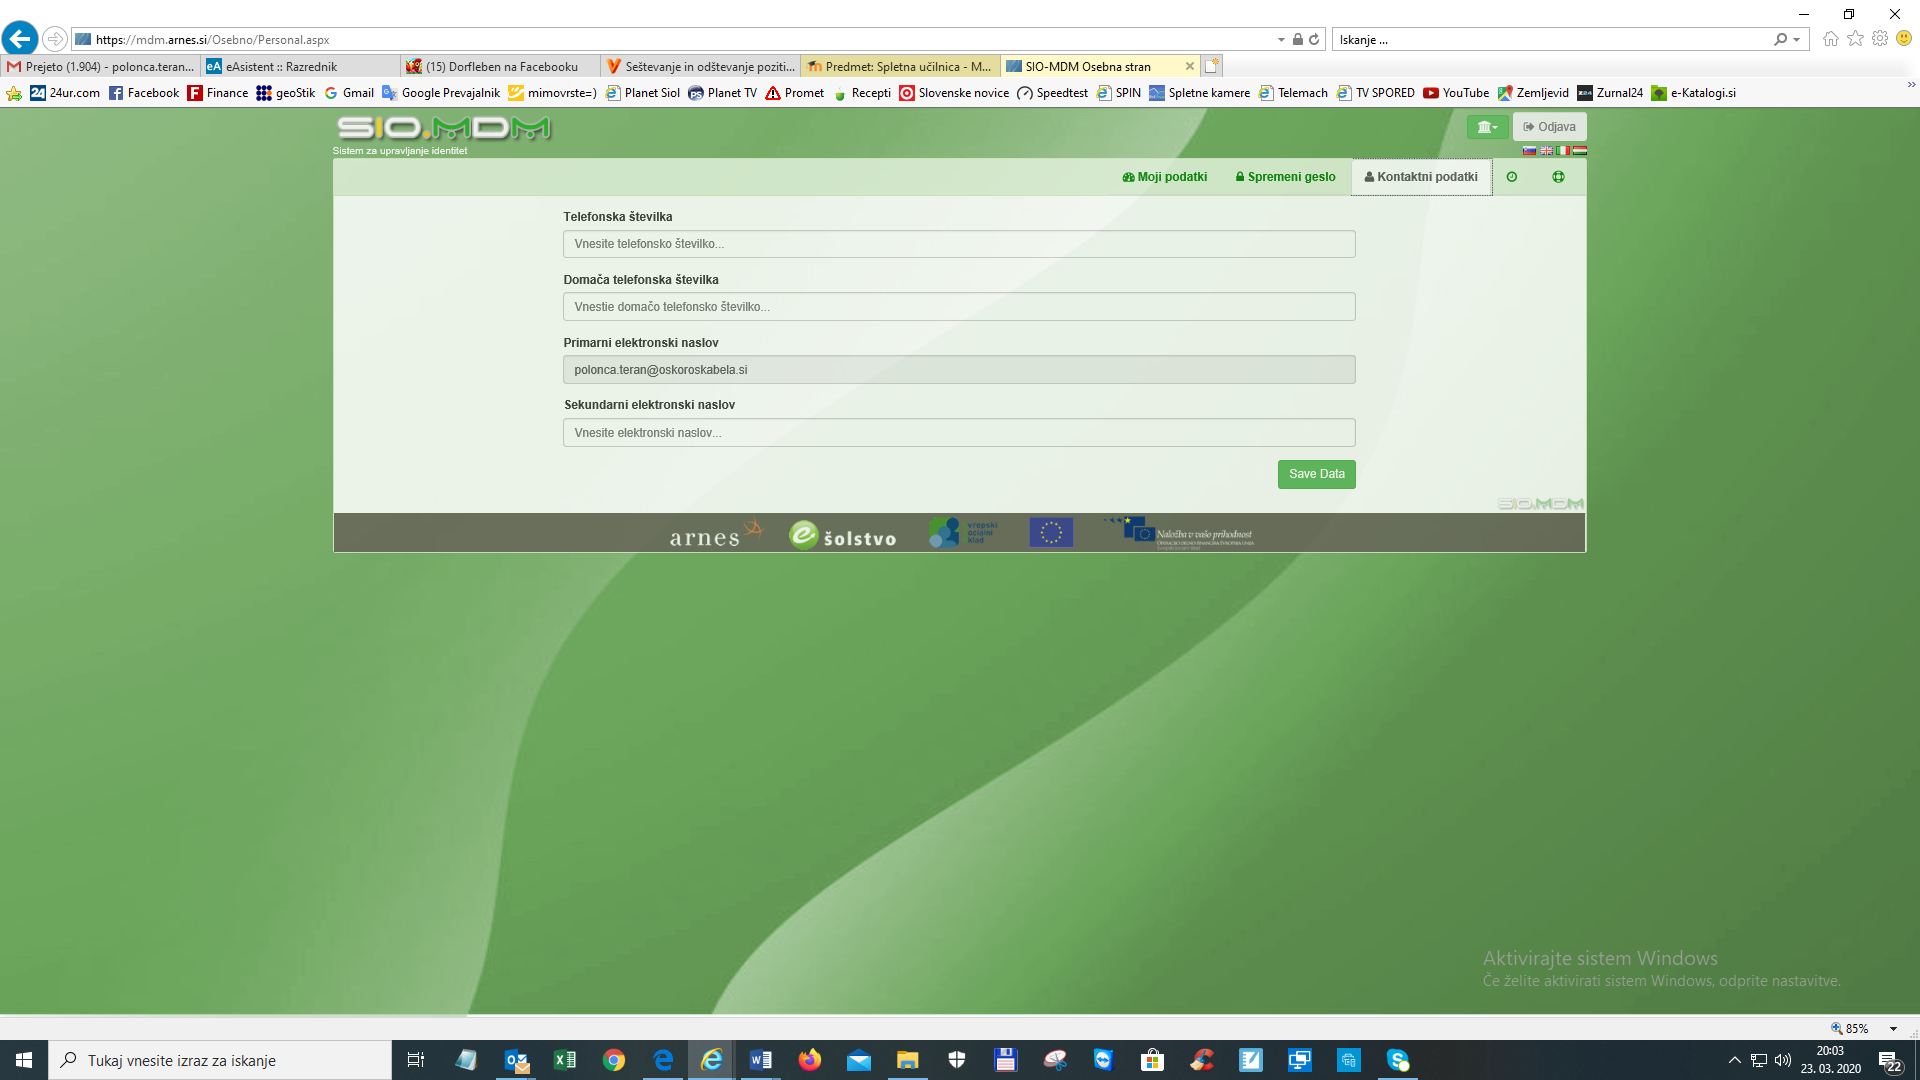 https://mdm.arnes.si/Osebno/Personal.aspx
Iskanje ...
Prejeto (1.904) - polonca.teran...
eA eAsistent :: Razrednik
(15) Dorfleben na Facebooku
Seštevanje in odštevanje poziti...
Predmet: Spletna učilnica - M...
SIO-MDM Osebna stran
24ur.com
Facebook
Finance
geoStik
Gmail
Google Prevajalnik
mimovrste=)
Planet Siol
Planet TV
Promet
Recepti
Slovenske novice
Speedtest
SPIN
Spletne kamere
Telemach
TV SPORED
YouTube
Zemljevid
Zurnal24
e-Katalogi.si
SIO.MDM
Sistem za upravljanje identitet
Odjava
Moji podatki
Spremeni geslo
Kontaktni podatki
Telefonska številka
Vnesite telefonsko številko...
Domača telefonska številka
Vnestie domačo telefonsko številko...
Primarni elektronski naslov
polonca.teran@oskoroskabela.si
Sekundarni elektronski naslov
Vnesite elektronski naslov...
Save Data
SIO.MDM
arnes
e šolstvo
vropski
ocialni
klad
Naložba v vašo prihodnost
Aktivirajte sistem Windows
Če želite aktivirati sistem Windows, odprite nastavitve.
85%
Tukaj vnesite izraz za iskanje
20:03
23. 03. 2020
22